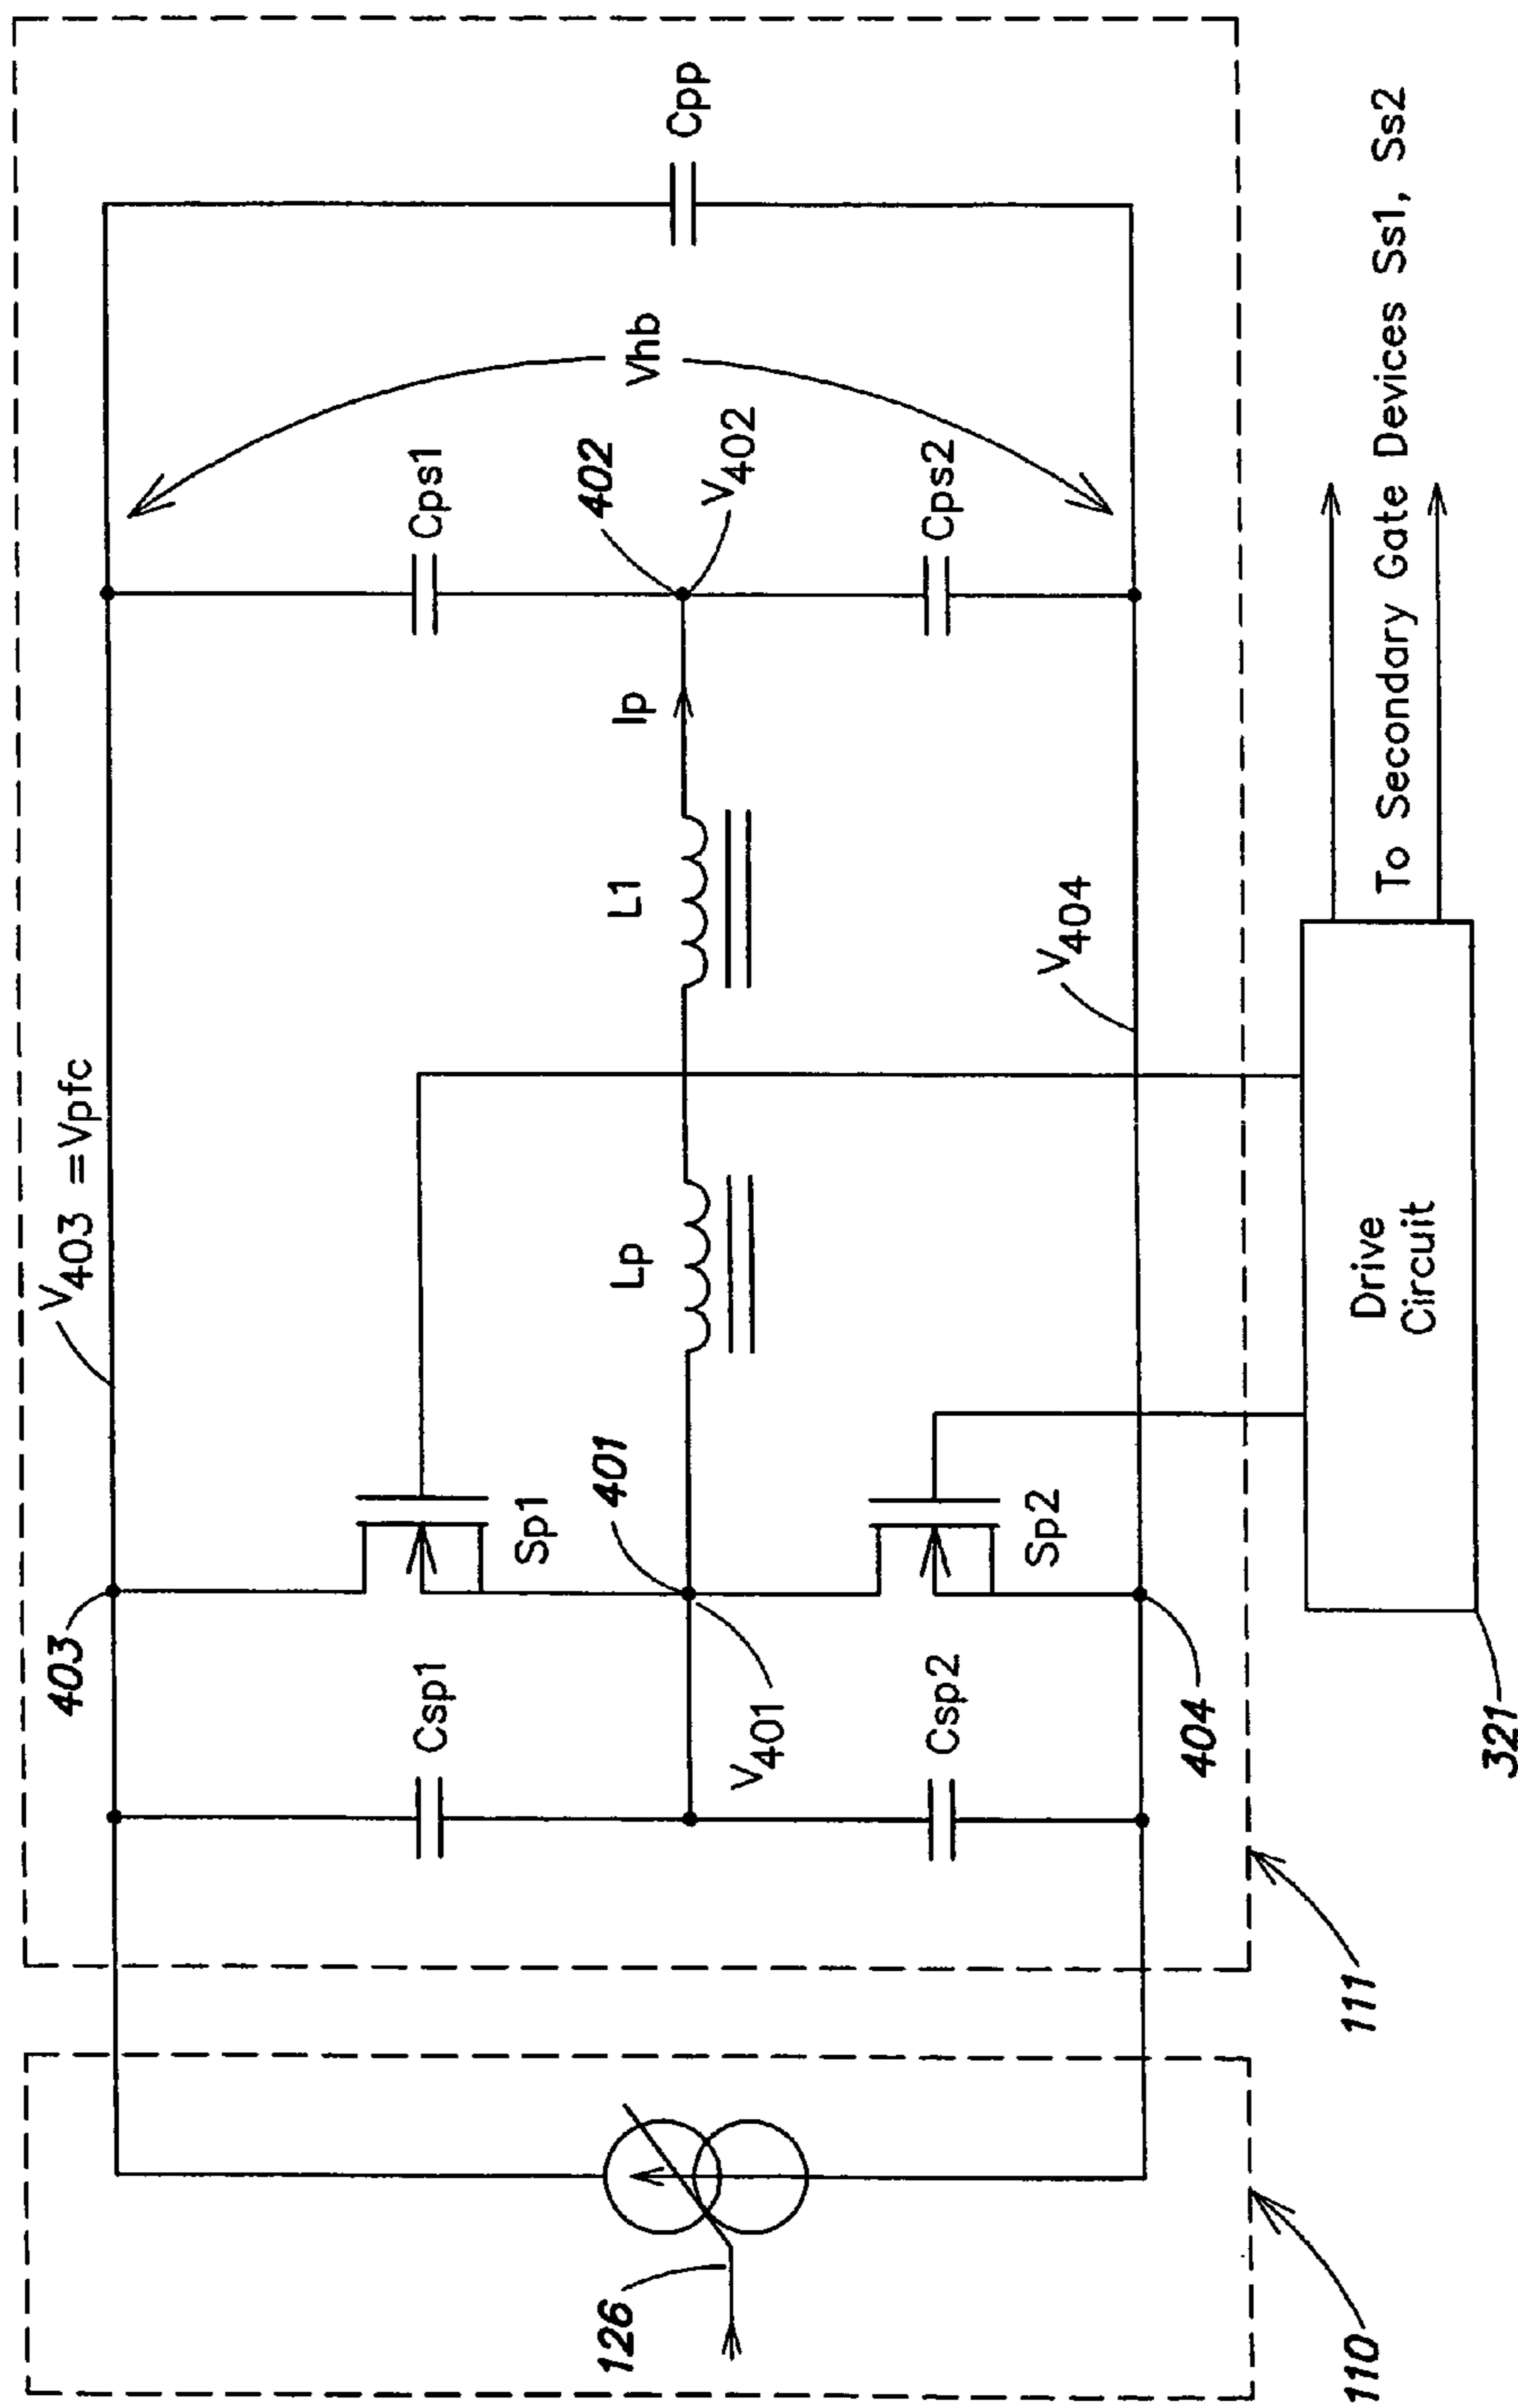 V403 =Vpfc
403
Csp1
Sp1
401
V401
Csp2
Sp2
404
Lp
L1
Ip
V404
Cps1
402
V402
Cps2
Vhb
Cpp
126
110
111
Drive
Circuit
321
To Secondary Gate Devices Ss1, Ss2